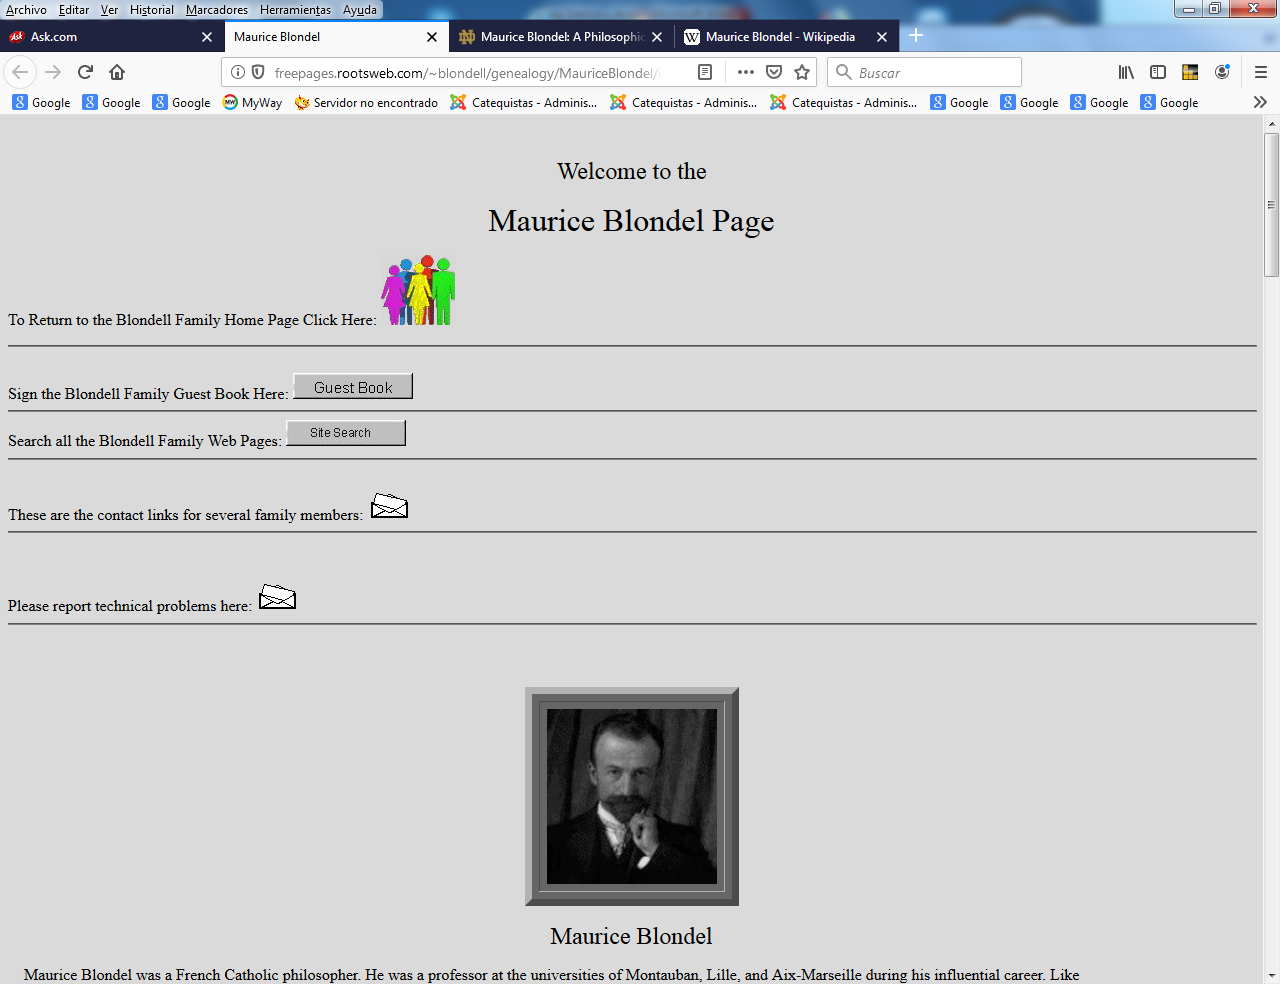 Archivo Editar Ver Historial Marcadores Herramientas Ayuda
Ask.com
Maurice Blondel
Maurice Blondel: A Philosophic
Maurice Blondel - Wikipedia
freepages.rootsweb.com/~blondell/genealogy/MauriceBlondel/
Buscar
Google Google Google MyWay Servidor no encontrado Catequistas - Adminis... Catequistas - Adminis... Catequistas - Adminis... Google Google Google Google
Welcome to the
Maurice Blondel Page
To Return to the Blondell Family Home Page Click Here:
Sign the Blondell Family Guest Book Here: Guest Book
Search all the Blondell Family Web Pages: Site Search
These are the contact links for several family members:
Please report technical problems here:
Maurice Blondel
Maurice Blondel was a French Catholic philosopher. He was a professor at the universities of Montauban, Lille, and Aix-Marseille during his influential career. Like